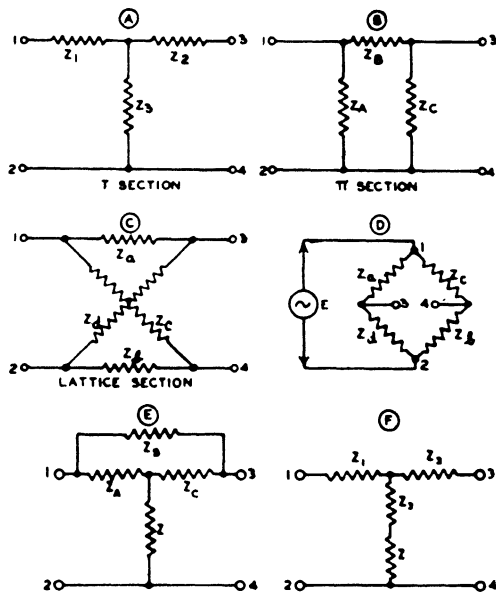 A
B
1 3 1 3
Z1 Z2 ZB
Z3 ZA ZC
2 4 2 4
T SECTION π SECTION
C
D
1 3
Za
1
Za Zc
E 3 4
Zd Zc
Zd Zb
2
2 Zb 4
LATTICE SECTION
E
F
ZB
1 3 1 Z1 Z3 3
ZA ZC
Z3
Z Z
2 4 2 4